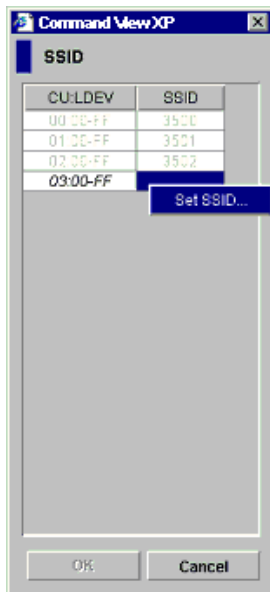 Command View XP
SSID
CU:LDEV SSID
00:00-FF 3500
01:00-FF 3501
02:00-FF 3502
03:00-FF
Set SSID...
OK Cancel